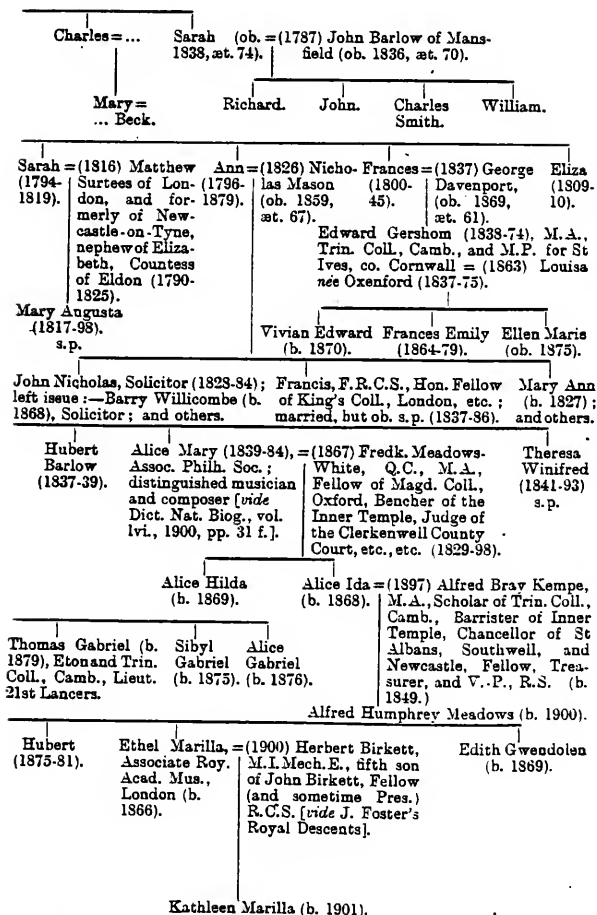 Charles=... Sarah (ob. =(1787) John Barlow of Mans-
1838, æt. 74). field (ob. 1836, æt. 70).
Mary= Richard. John. Charles William.
... Beck. Smith.
Sarah =(1816) Matthew Ann=(1826) Nicho- Frances=(1837) George Eliza
(1794- Surtees of Lon- (1796- las Mason (1800- Davenport, (1809-
1819). don, and for- 1879). (ob. 1859, 45). (ob. 1869, 10).
merly of New- æt. 67). æt. 61).
castle-on-Tyne, Edward Gershom (1838-74), M.A.,
nephew of Eliza- Trin. Coll., Camb., and M.P. for St
beth, Countess Ives, co. Cornwall = (1863) Louisa
of Eldon (1790- née Oxenford (1837-75).
1825).
Mary Augusta
(1817-98). Vivian Edward Frances Emily Ellen Marie
s.p. (b. 1870). (1864-79). (ob. 1875).
John Nicholas, Solicitor (1828-84); Francis, F.R.C.S., Hon. Fellow Mary Ann
left issue :—Barry Willicombe (b. of King's Coll., London, etc. ; (b. 1827) ;
1868), Solicitor ; and others. married, but ob. s.p. (1837-86). and others.
Hubert Alice Mary (1839-84), =(1867) Fredk. Meadows- Theresa
Barlow Assoc. Philh. Soc. ; White, Q.C., M.A., Winifred
(1837-39). distinguished musician Fellow of Magd. Coll., (1841-93)
and composer [vide Oxford, Bencher of the s.p.
Dict. Nat. Biog., vol. Inner Temple, Judge of
lvi., 1900, pp. 31 f.]. the Clerkenwell County
Court, etc., etc. (1829-98).
Alice Hilda Alice Ida=(1897) Alfred Bray Kempe,
(b. 1869). (b. 1868). M.A., Scholar of Trin. Coll.,
Camb., Barrister of Inner
Thomas Gabriel (b. Sibyl Alice Temple, Chancellor of St
1879), Eton and Trin. Gabriel Gabriel Albans, Southwell, and
Coll., Camb., Lieut. (b. 1875). (b. 1876). Newcastle, Fellow, Trea-
21st Lancers. surer, and V.-P., R.S. (b.
1849.)
Alfred Humphrey Meadows (b. 1900).
Hubert Ethel Marilla, =(1900) Herbert Birkett, Edith Gwendolen
(1875-81). Associate Roy. M.I.Mech.E., fifth son (b. 1869).
Acad. Mus., of John Birkett, Fellow
London (b. (and sometime Pres.)
1866). R.C.S. [vide J. Foster's
Royal Descents].
Kathleen Marilla (b. 1901).